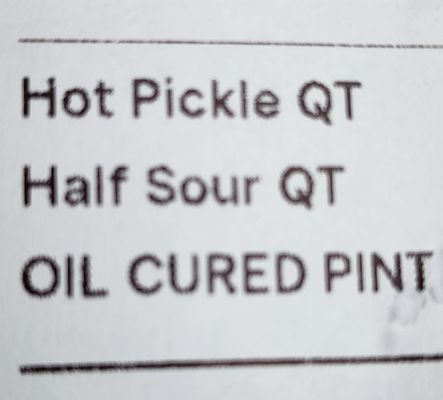 Hot Pickle QT
Half Sour QT
OIL CURED PINT